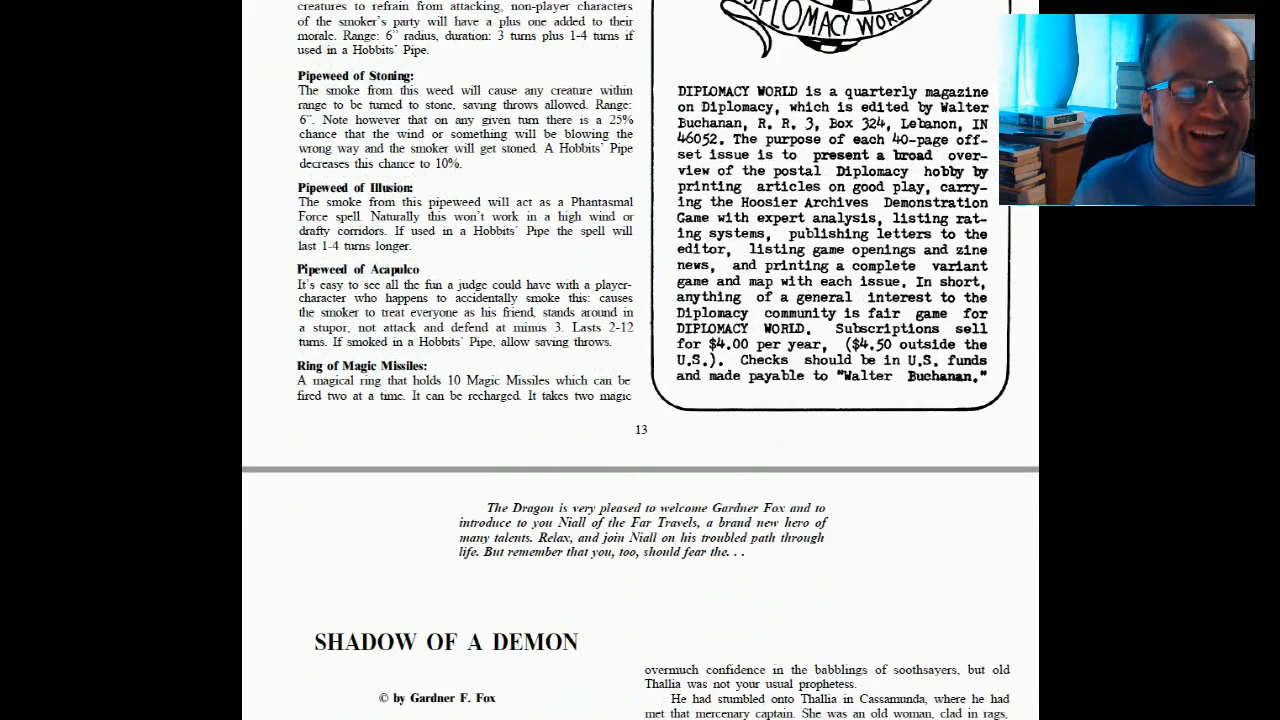 creatures to refrain from attacking, non-player characters
of the smoker's party will have a plus one added to their
morale. Range: 6" radius, duration: 3 turns plus 1-4 turns if
used in a Hobbits' Pipe.
Pipeweed of Stoning:
The smoke from this weed will cause any creature within
range to be turned to stone, saving throws allowed. Range:
6". Note however that on any given turn there is a 25%
chance that the wind or something will be blowing the
wrong way and the smoker will get stoned. A Hobbits' Pipe
decreases this chance to 10%.
Pipeweed of Illusion:
The smoke from this pipeweed will act as a Phantasmal
Force spell. Naturally this won't work in a high wind or
drafty corridors. If used in a Hobbits' Pipe the spell will
last 1-4 turns longer.
Pipeweed of Acapulco
It's easy to see all the fun a judge could have with a player-
character who happens to accidentally smoke this: causes
the smoker to treat everyone as his friend, stands around in
a stupor, not attack and defend at minus 3. Lasts 2-12
turns. If smoked in a Hobbits' Pipe, allow saving throws.
Ring of Magic Missiles:
A magical ring that holds 10 Magic Missiles which can be
fired two at a time. It can be recharged. It takes two magic
DIPLOMACY WORLD
DIPLOMACY WORLD is a quarterly magazine
on Diplomacy, which is edited by Walter
Buchanan, R. R. 3, Box 324, Lebanon, IN
46052. The purpose of each 40-page off-
set issue is to present a broad over-
view of the postal Diplomacy hobby by
printing articles on good play, carry-
ing the Hoosier Archives Demonstration
Game with expert analysis, listing rat-
ing systems, publishing letters to the
editor, listing game openings and zine
news, and printing a complete variant
game and map with each issue. In short,
anything of a general interest to the
Diplomacy community is fair game for
DIPLOMACY WORLD. Subscriptions sell
for $4.00 per year, ($4.50 outside the
U.S.). Checks should be in U.S. funds
and made payable to "Walter Buchanan."
13
The Dragon is very pleased to welcome Gardner Fox and to
introduce to you Niall of the Far Travels, a brand new hero of
many talents. Relax, and join Niall on his troubled path through
life. But remember that you, too, should fear the. . .
SHADOW OF A DEMON
© by Gardner F. Fox
overmuch confidence in the babblings of soothsayers, but old
Thallia was not your usual prophetess.
He had stumbled onto Thallia in Cassamunda, where he had
met that mercenary captain. She was an old woman, clad in rags,